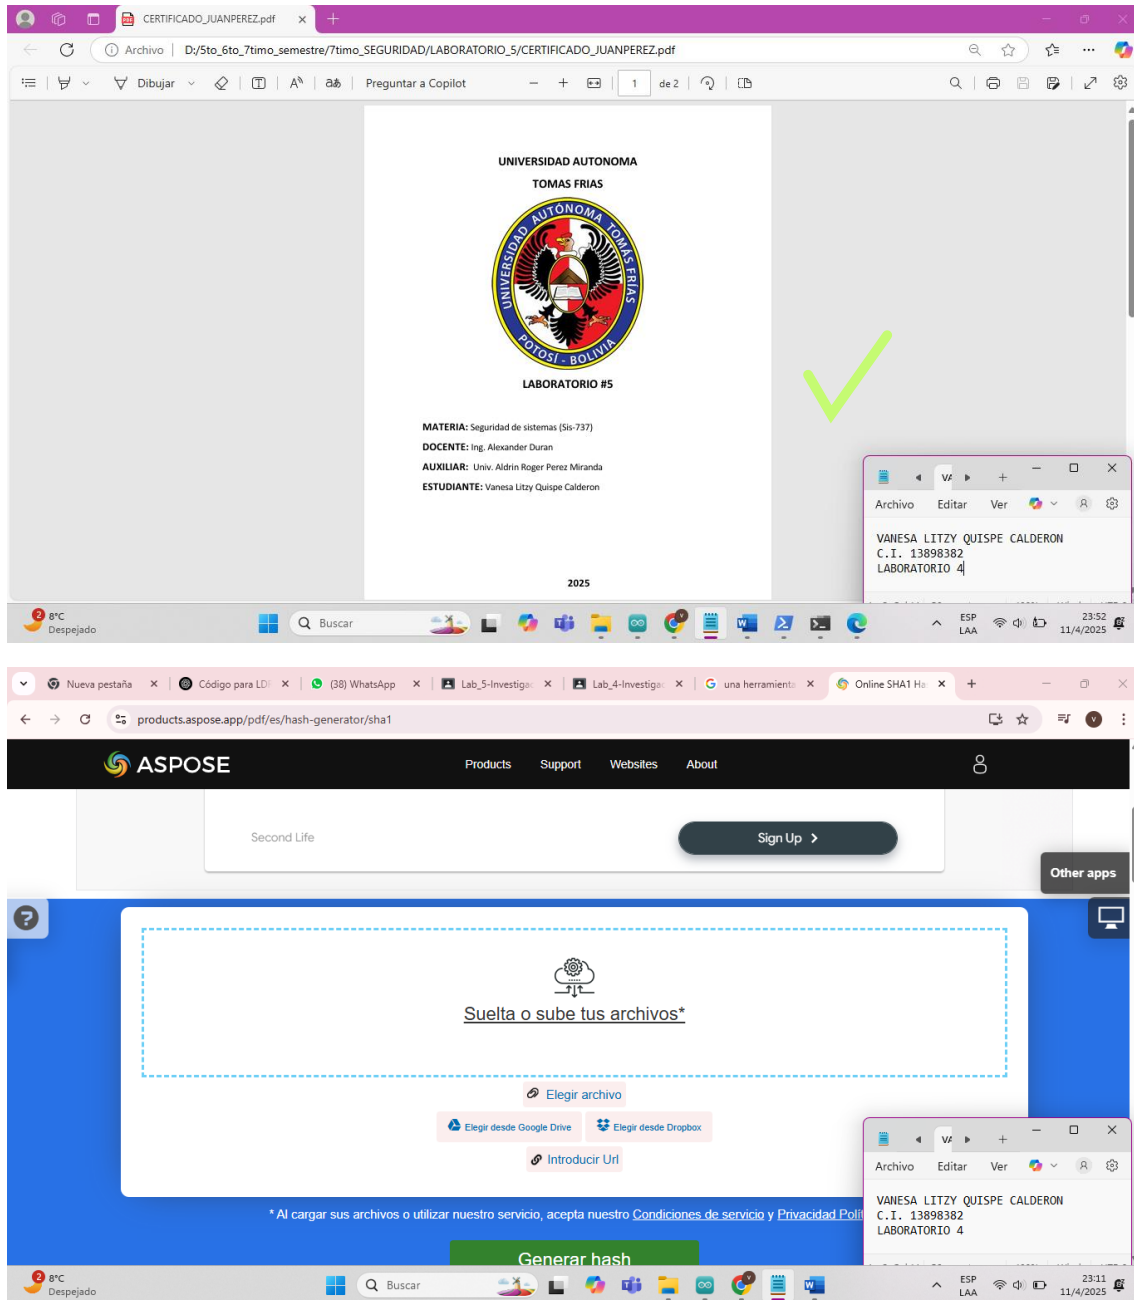 CERTIFICADO_JUANPEREZ.pdf
Archivo D:/5to_6to_7timo_semestre/7timo_SEGURIDAD/LABORATORIO_5/CERTIFICADO_JUANPEREZ.pdf
Dibujar Preguntar a Copilot 1 de 2
UNIVERSIDAD AUTONOMA
TOMAS FRIAS
UNIVERSIDAD AUTÓNOMA TOMÁS FRÍAS
POTOSÍ - BOLIVIA
LABORATORIO #5
MATERIA: Seguridad de sistemas (Sis-737)
DOCENTE: Ing. Alexander Duran
AUXILIAR: Univ. Aldrin Roger Perez Miranda
ESTUDIANTE: Vanesa Litzy Quispe Calderon
2025
Archivo Editar Ver
VANESA LITZY QUISPE CALDERON
C.I. 13898382
LABORATORIO 4
2
8°C
Despejado
Buscar
ESP
LAA
23:52
11/4/2025
Nueva pestaña Código para LDI (38) WhatsApp Lab_5-Investigac Lab_4-Investigac una herramienta Online SHA1 Ha
products.aspose.app/pdf/es/hash-generator/sha1
ASPOSE Products Support Websites About
Second Life Sign Up
Other apps
Suelta o sube tus archivos*
Elegir archivo
Elegir desde Google Drive Elegir desde Dropbox
Introducir Url
* Al cargar sus archivos o utilizar nuestro servicio, acepta nuestro Condiciones de servicio y Privacidad Polít
Generar hash
Archivo Editar Ver
VANESA LITZY QUISPE CALDERON
C.I. 13898382
LABORATORIO 4
2
8°C
Despejado
Buscar
ESP
LAA
23:11
11/4/2025